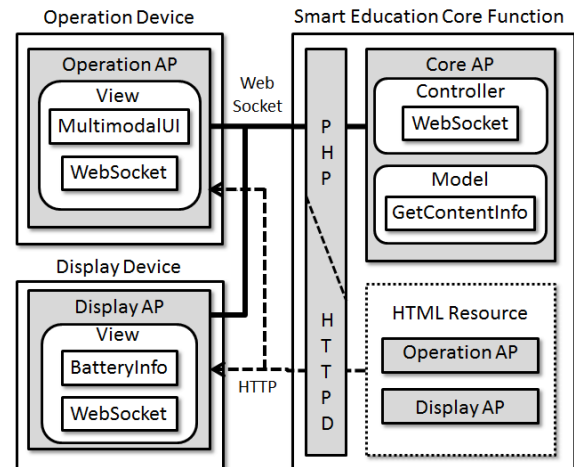 Operation Device
Operation AP
View
MultimodalUI
WebSocket
Web
Socket
Smart Education Core Function
P
H
P
Core AP
Controller
WebSocket
Model
GetContentInfo
Display Device
Display AP
View
BatteryInfo
WebSocket
HTTP
H
T
T
P
D
HTML Resource
Operation AP
Display AP